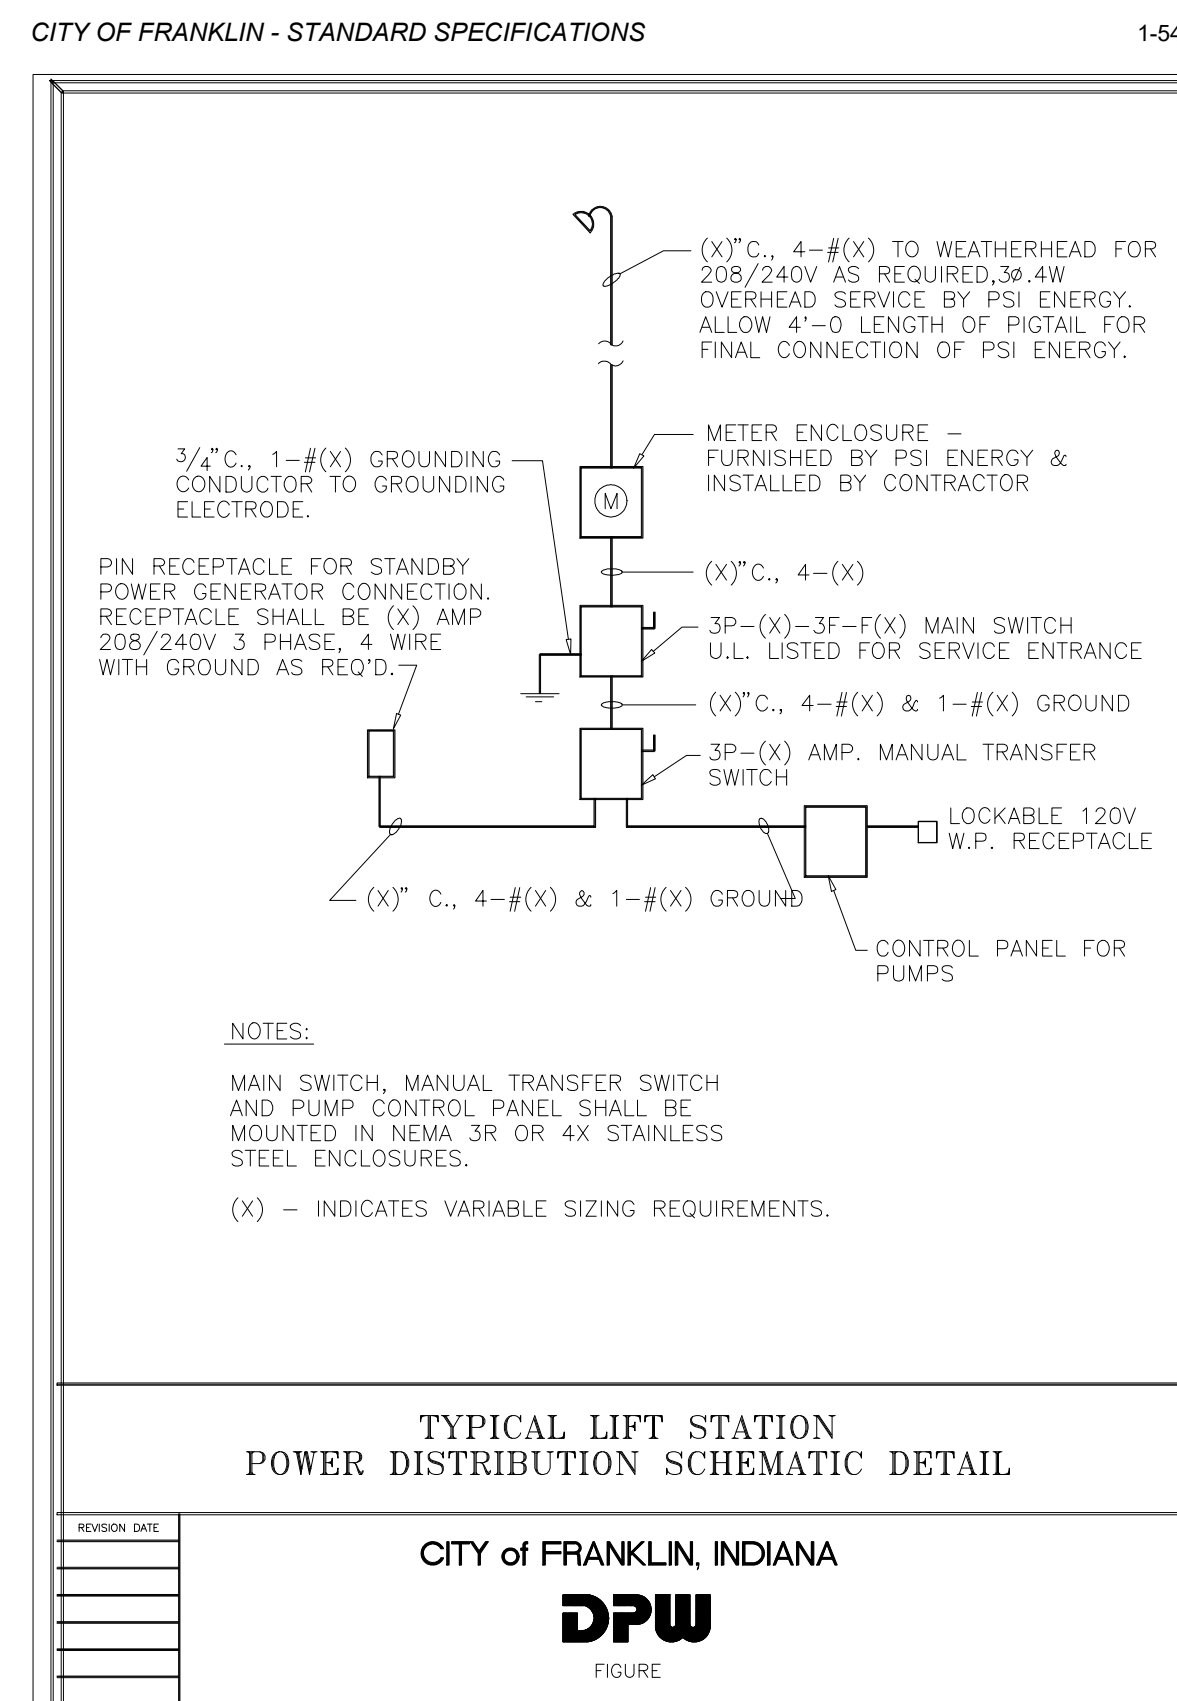 CITY OF FRANKLIN - STANDARD SPECIFICATIONS
1-54
(X)"C., 4-#(X) TO WEATHERHEAD FOR
208/240V AS REQUIRED,3ø.4W
OVERHEAD SERVICE BY PSI ENERGY.
ALLOW 4'-0 LENGTH OF PIGTAIL FOR
FINAL CONNECTION OF PSI ENERGY.
METER ENCLOSURE -
FURNISHED BY PSI ENERGY &
INSTALLED BY CONTRACTOR
3/4"C., 1-#(X) GROUNDING
CONDUCTOR TO GROUNDING
ELECTRODE.
M
PIN RECEPTACLE FOR STANDBY
POWER GENERATOR CONNECTION.
RECEPTACLE SHALL BE (X) AMP
208/240V 3 PHASE, 4 WIRE
WITH GROUND AS REQ'D.
(X)"C., 4-(X)
3P-(X)-3F-F(X) MAIN SWITCH
U.L. LISTED FOR SERVICE ENTRANCE
(X)"C., 4-#(X) & 1-#(X) GROUND
3P-(X) AMP. MANUAL TRANSFER
SWITCH
LOCKABLE 120V
W.P. RECEPTACLE
(X)" C., 4-#(X) & 1-#(X) GROUND
CONTROL PANEL FOR
PUMPS
NOTES:
MAIN SWITCH, MANUAL TRANSFER SWITCH
AND PUMP CONTROL PANEL SHALL BE
MOUNTED IN NEMA 3R OR 4X STAINLESS
STEEL ENCLOSURES.
(X) - INDICATES VARIABLE SIZING REQUIREMENTS.
TYPICAL LIFT STATION
POWER DISTRIBUTION SCHEMATIC DETAIL
REVISION DATE
CITY of FRANKLIN, INDIANA
DPW
FIGURE